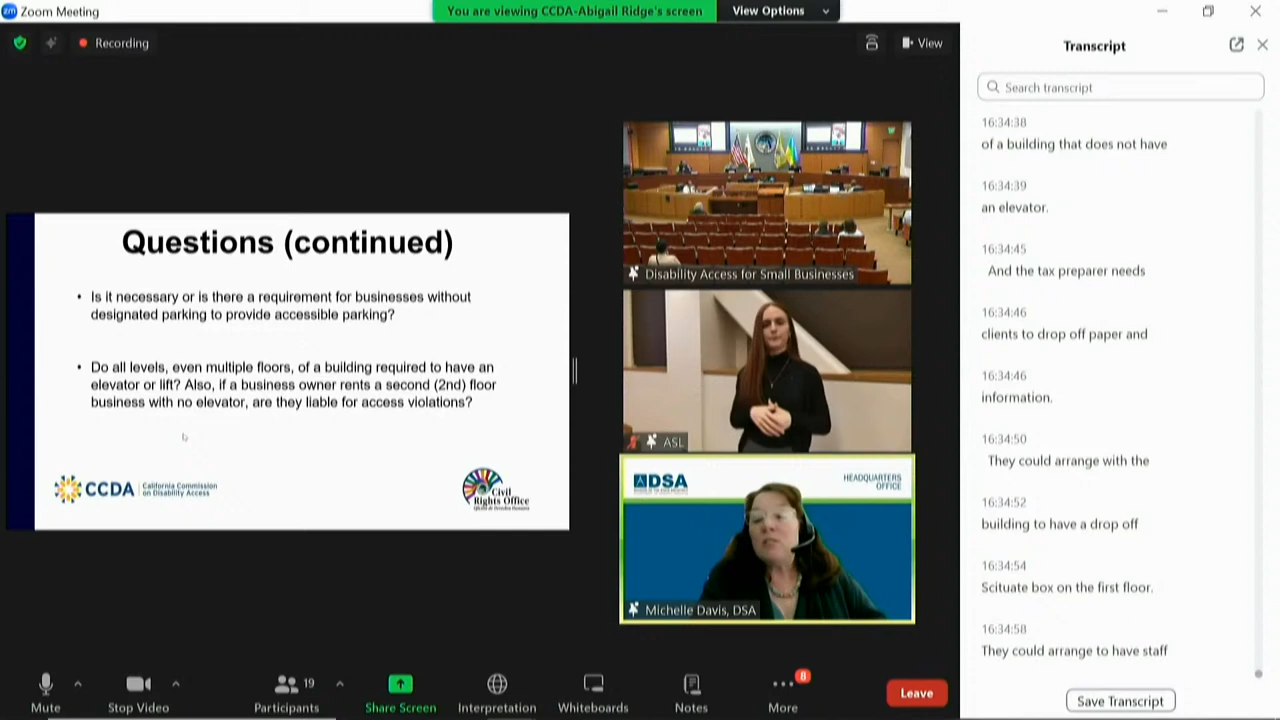 Zoom Meeting
You are viewing CCDA-Abigail Ridge's screen
View Options
Recording
View
Questions (continued)
• Is it necessary or is there a requirement for businesses without
designated parking to provide accessible parking?
• Do all levels, even multiple floors, of a building required to have an
elevator or lift? Also, if a business owner rents a second (2nd) floor
business with no elevator, are they liable for access violations?
CCDA
California Commission
on Disability Access
Civil
Rights Office
Disability Access for Small Businesses
ASL
DSA
HEADQUARTERS
OFFICE
Michelle Davis, DSA
Transcript
Search transcript
16:34:38
of a building that does not have
16:34:39
an elevator.
16:34:45
And the tax preparer needs
16:34:46
clients to drop off paper and
16:34:46
information.
16:34:50
They could arrange with the
16:34:52
building to have a drop off
16:34:54
Scituate box on the first floor.
16:34:58
They could arrange to have staff
Save Transcript
Mute
Stop Video
Participants
19
Share Screen
Interpretation
Whiteboards
Notes
More
8
Leave